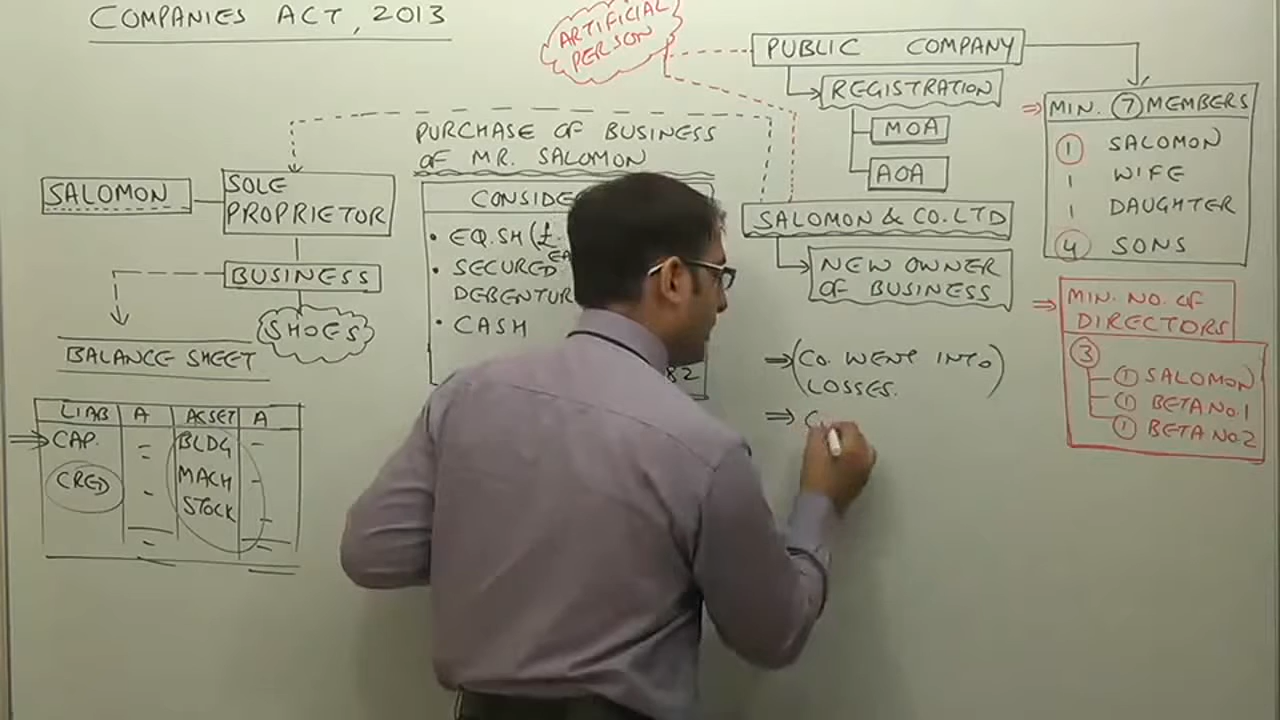 COMPANIES ACT, 2013
ARTIFICIAL
PERSON
PUBLIC COMPANY
REGISTRATION
MOA
AOA
MIN. 7 MEMBERS
1 SALOMON
1 WIFE
1 DAUGHTER
4 SONS
PURCHASE OF BUSINESS
OF MR. SALOMON
SALOMON
SOLE
PROPRIETOR
BUSINESS
SHOES
• EQ.SH (£.
• SECURED
• CASH
82
SALOMON & CO. LTD
NEW OWNER
OF BUSINESS
MIN. NO. OF
DIRECTORS
3
1 SALOMON
1 BETA NO.1
1 BETA NO.2
⇒ (CO. WENT INTO
LOSSES.)
⇒
BALANCE SHEET
LIAB A ASSET A
⇒ CAP. = BLDG -
CRED - MACH -
STOCK -